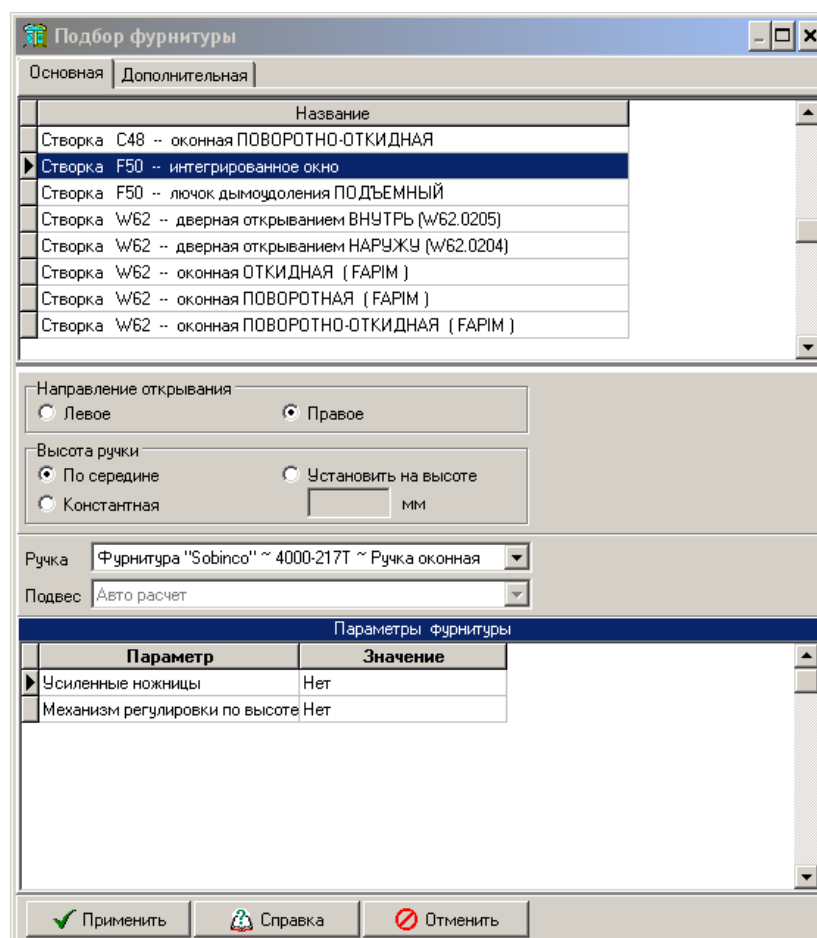 Подбор фурнитуры
Основная Дополнительная
Название
Створка C48 -- оконная ПОВОРОТНО-ОТКИДНАЯ
Створка F50 -- интегрированное окно
Створка F50 -- лючок дымоудоления ПОДЪЕМНЫЙ
Створка W62 -- дверная открыванием ВНУТРЬ (W62.0205)
Створка W62 -- дверная открыванием НАРУЖУ (W62.0204)
Створка W62 -- оконная ОТКИДНАЯ ( FAPIM )
Створка W62 -- оконная ПОВОРОТНАЯ ( FAPIM )
Створка W62 -- оконная ПОВОРОТНО-ОТКИДНАЯ ( FAPIM )
Направление открывания
Левое Правое
Высота ручки
По середине Установить на высоте
Константная мм
Ручка Фурнитура "Sobinco" ~ 4000-217T ~ Ручка оконная
Подвес Авто расчет
Параметры фурнитуры
Параметр Значение
Усиленные ножницы Нет
Механизм регулировки по высоте Нет
Применить Справка Отменить